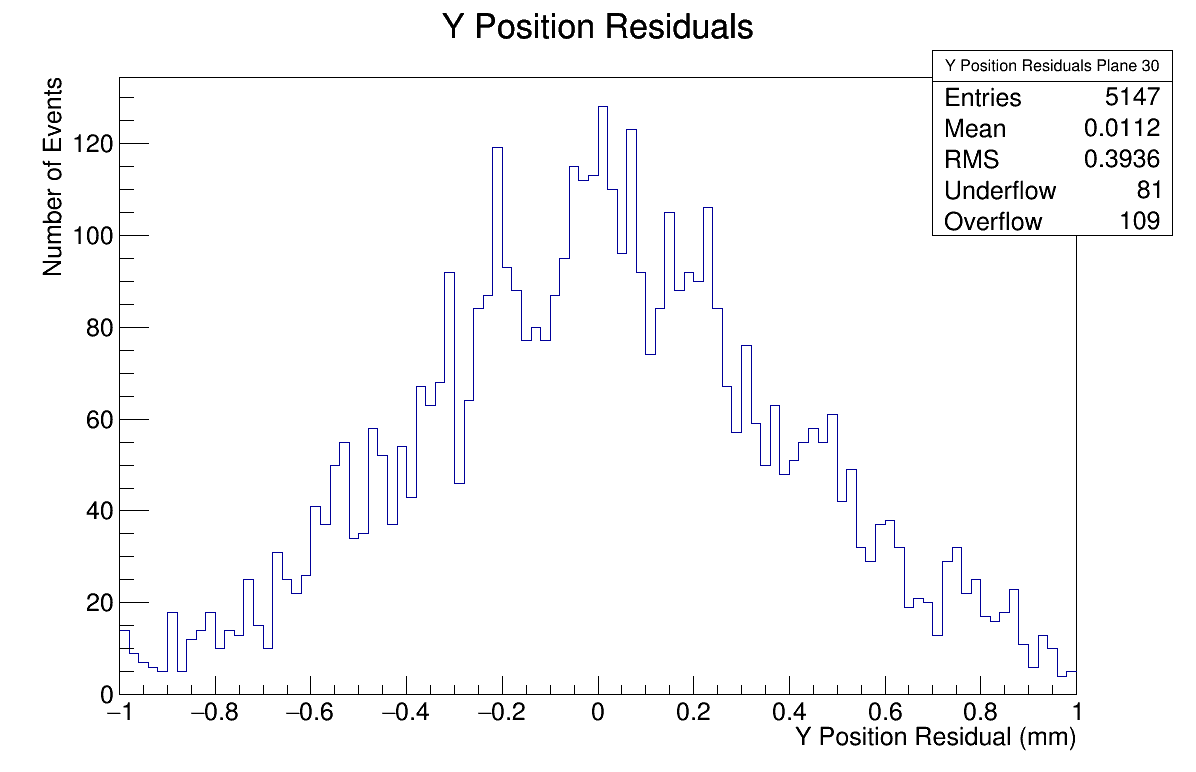 Y Position Residuals
Y Position Residuals Plane 30
Entries 5147
Mean 0.0112
RMS 0.3936
Underflow 81
Overflow 109
Number of Events
120
100
80
60
40
20
0
−1 −0.8 −0.6 −0.4 −0.2 0 0.2 0.4 0.6 0.8 1
Y Position Residual (mm)